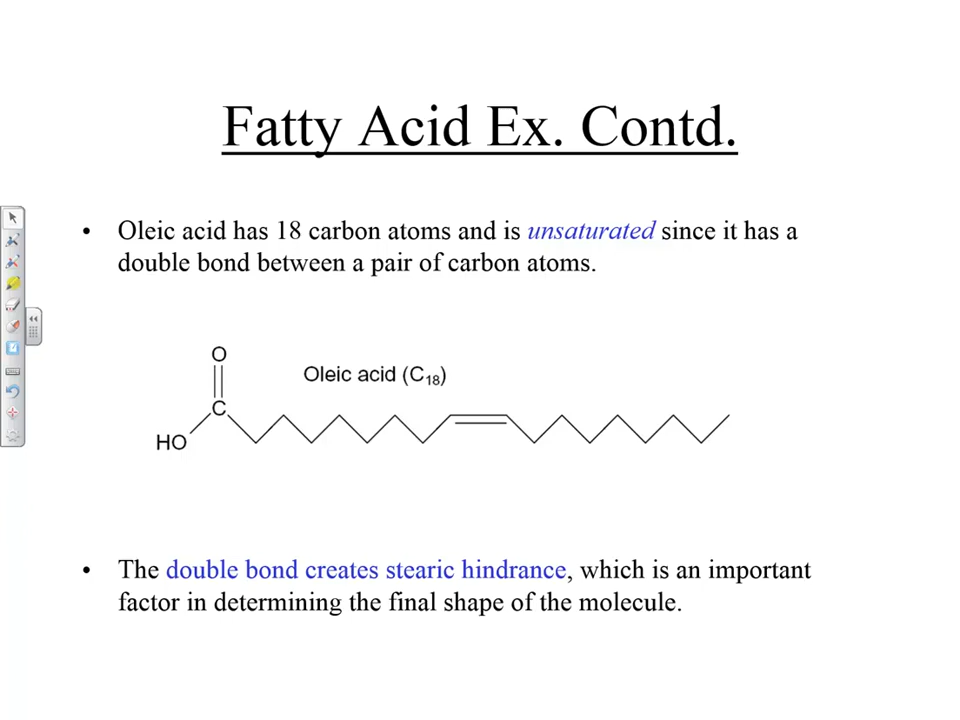 Fatty Acid Ex. Contd.
• Oleic acid has 18 carbon atoms and is unsaturated since it has a
double bond between a pair of carbon atoms.
O
Oleic acid (C₁₈)
C
HO
• The double bond creates stearic hindrance, which is an important
factor in determining the final shape of the molecule.